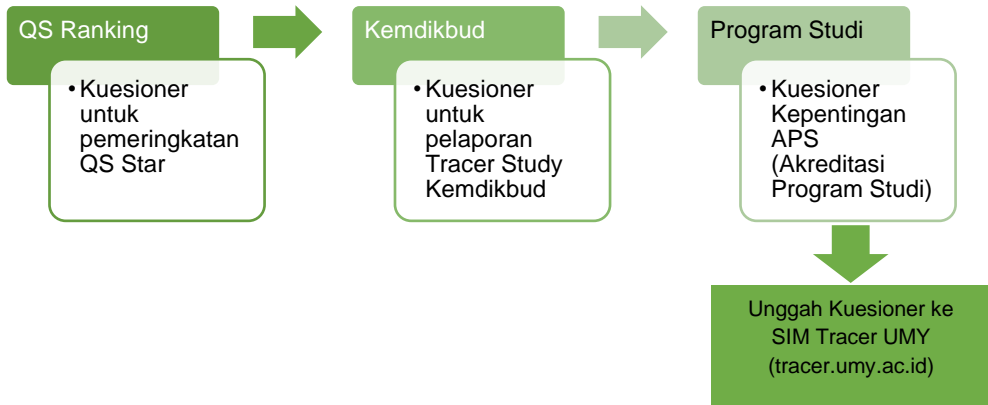 QS Ranking
• Kuesioner
untuk
pemeringkatan
QS Star
Kemdikbud
• Kuesioner
untuk
pelaporan
Tracer Study
Kemdikbud
Program Studi
• Kuesioner
Kepentingan
APS
(Akreditasi
Program Studi)
Unggah Kuesioner ke
SIM Tracer UMY
(tracer.umy.ac.id)